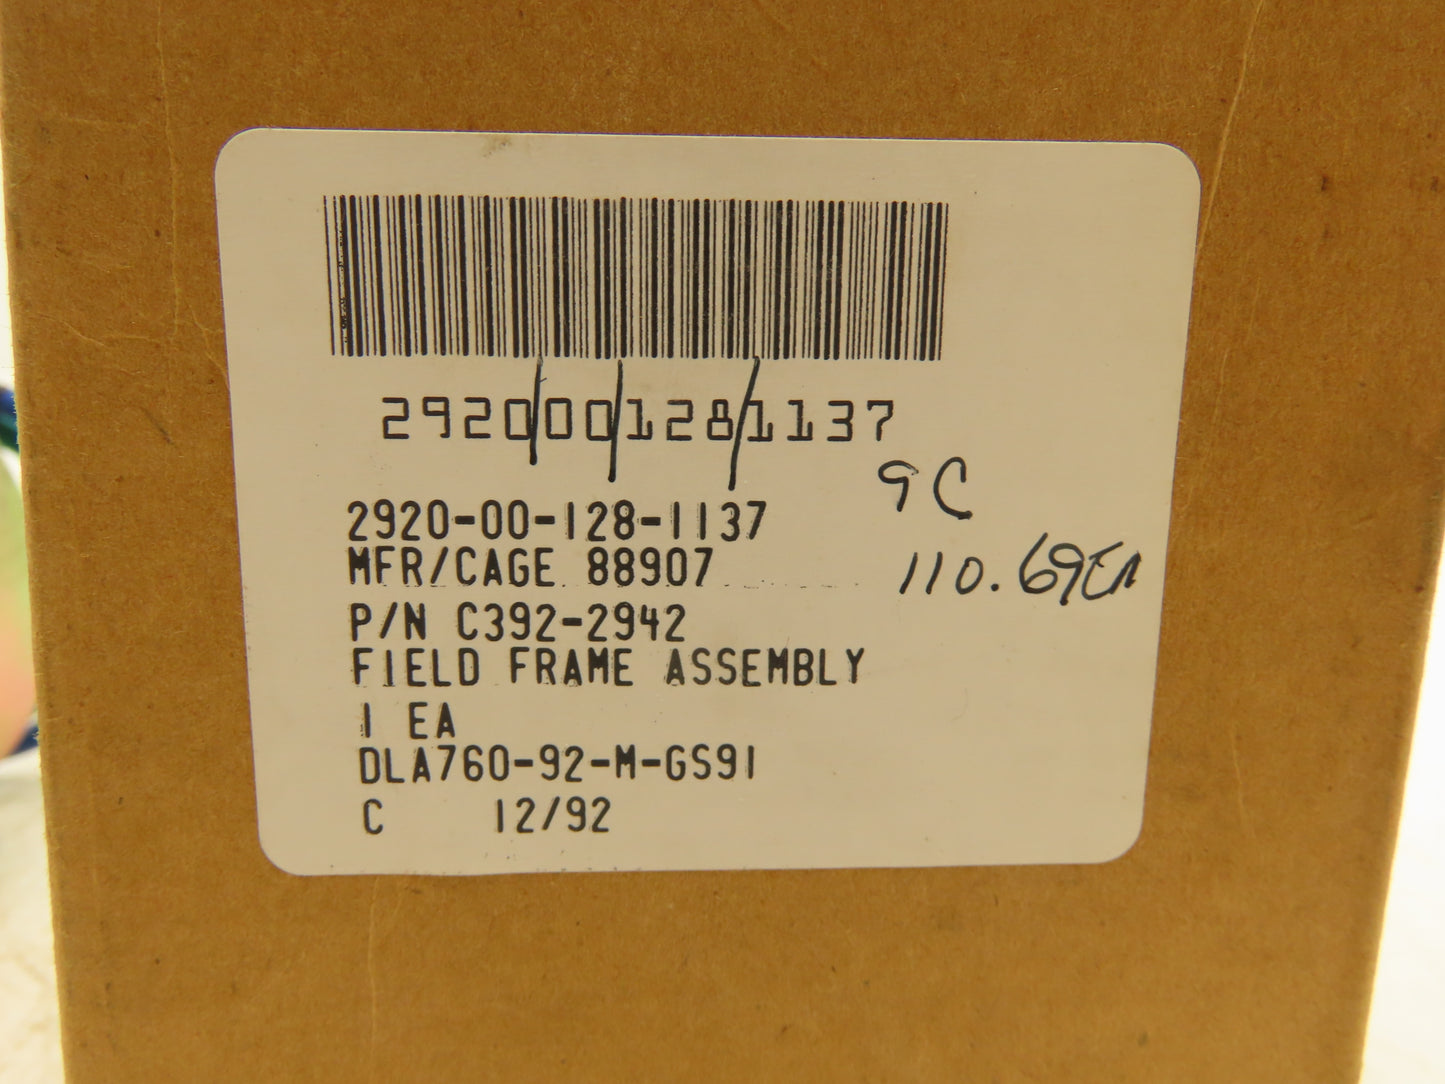 2920001281137
9C
2920-00-128-1137
MFR/CAGE 88907
110.69EA
P/N C392-2942
FIELD FRAME ASSEMBLY
1 EA
DLA760-92-M-GS91
C 12/92